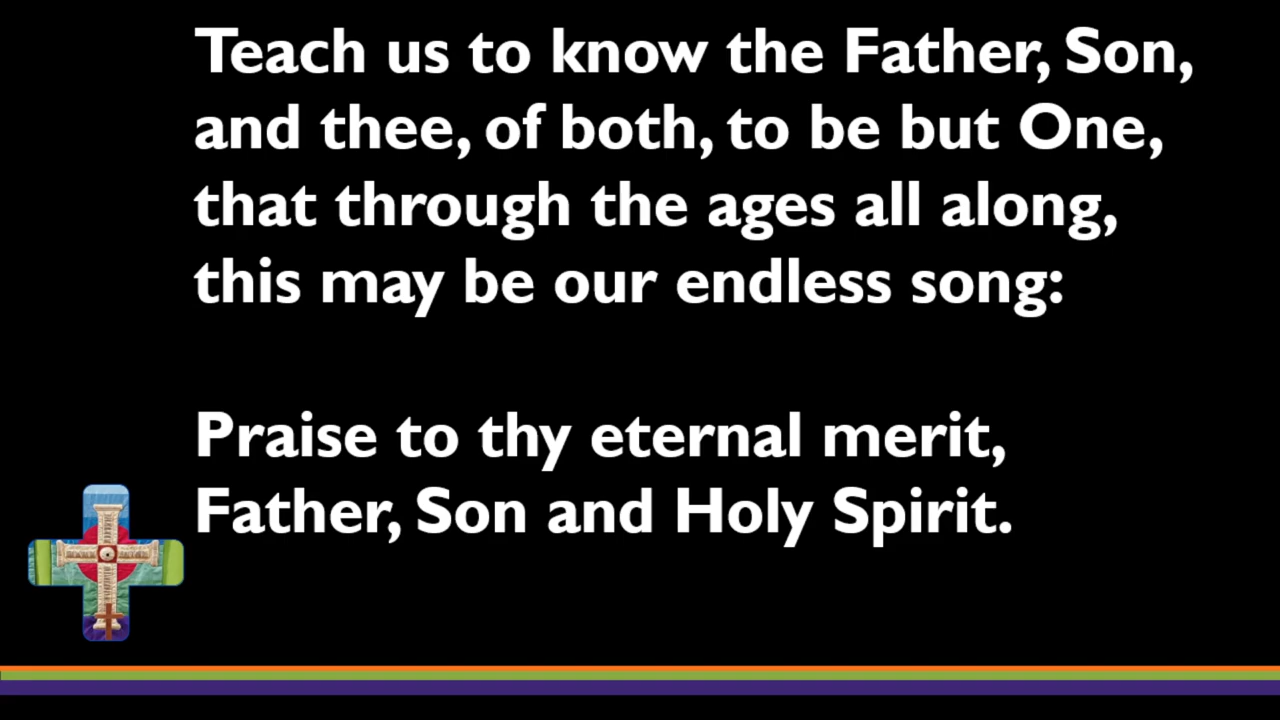 Teach us to know the Father, Son,
and thee, of both, to be but One,
that through the ages all along,
this may be our endless song:
Praise to thy eternal merit,
Father, Son and Holy Spirit.